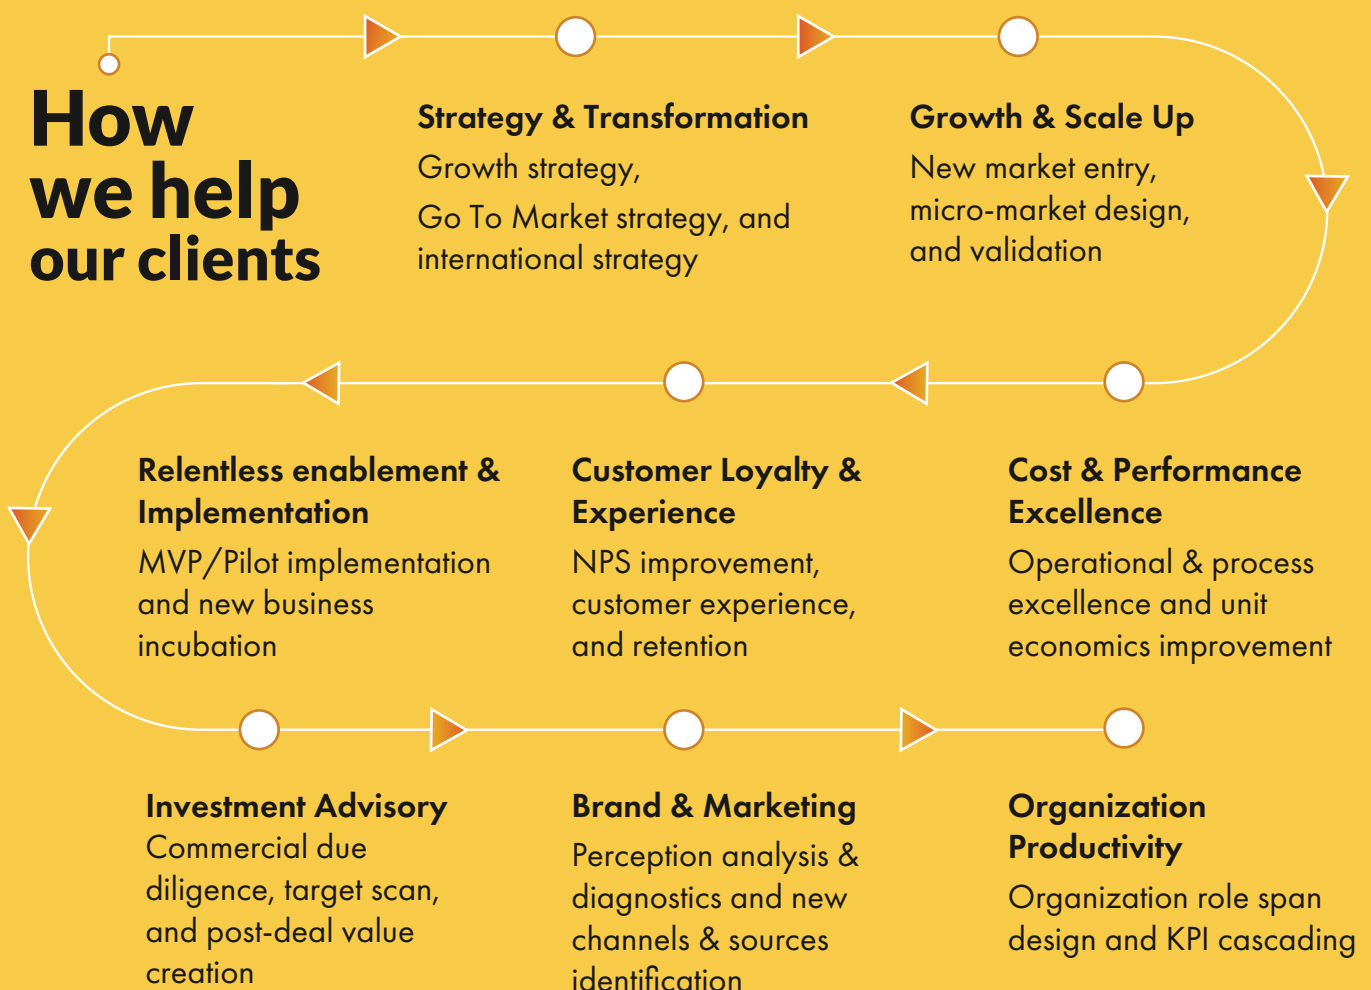 How
we help
our clients
Strategy & Transformation
Growth strategy,
Go To Market strategy, and
international strategy
Growth & Scale Up
New market entry,
micro-market design,
and validation
Relentless enablement &
Implementation
MVP/Pilot implementation
and new business
incubation
Customer Loyalty &
Experience
NPS improvement,
customer experience,
and retention
Cost & Performance
Excellence
Operational & process
excellence and unit
economics improvement
Investment Advisory
Commercial due
diligence, target scan,
and post-deal value
creation
Brand & Marketing
Perception analysis &
diagnostics and new
channels & sources
identification
Organization
Productivity
Organization role span
design and KPI cascading